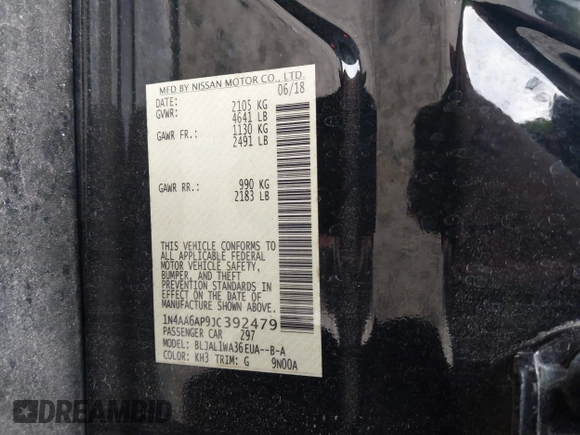 MFD BY NISSAN MOTOR CO., LTD.
DATE: 06/18
GVWR: 2105 KG
4641 LB
GAWR FR.: 1130 KG
2491 LB
GAWR RR.: 990 KG
2183 LB
THIS VEHICLE CONFORMS TO
ALL APPLICABLE FEDERAL
MOTOR VEHICLE SAFETY,
BUMPER, AND THEFT
PREVENTION STANDARDS IN
EFFECT ON THE DATE OF
MANUFACTURE SHOWN ABOVE.
1N4AA6AP9JC392479
PASSENGER CAR 297
MODEL: BLJAL1WA36EUA--B-A
COLOR: KH3 TRIM: G 9N00A
DREAMBID